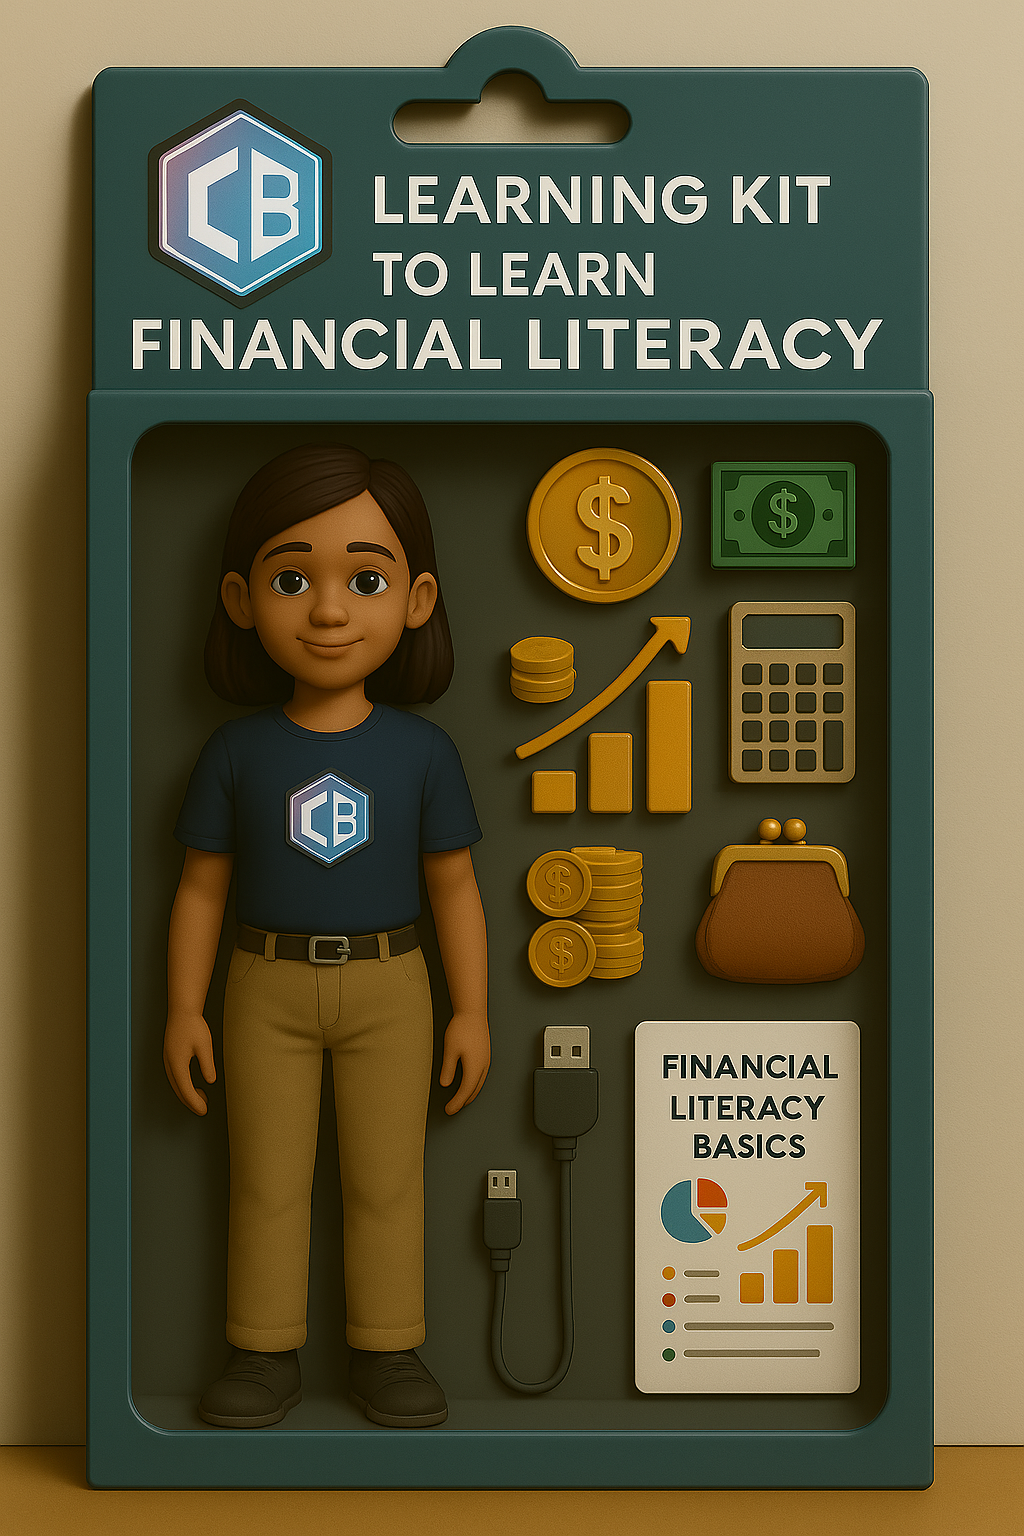 CB
LEARNING KIT
TO LEARN
FINANCIAL LITERACY
$
$
CB
$
$
FINANCIAL
LITERACY
BASICS